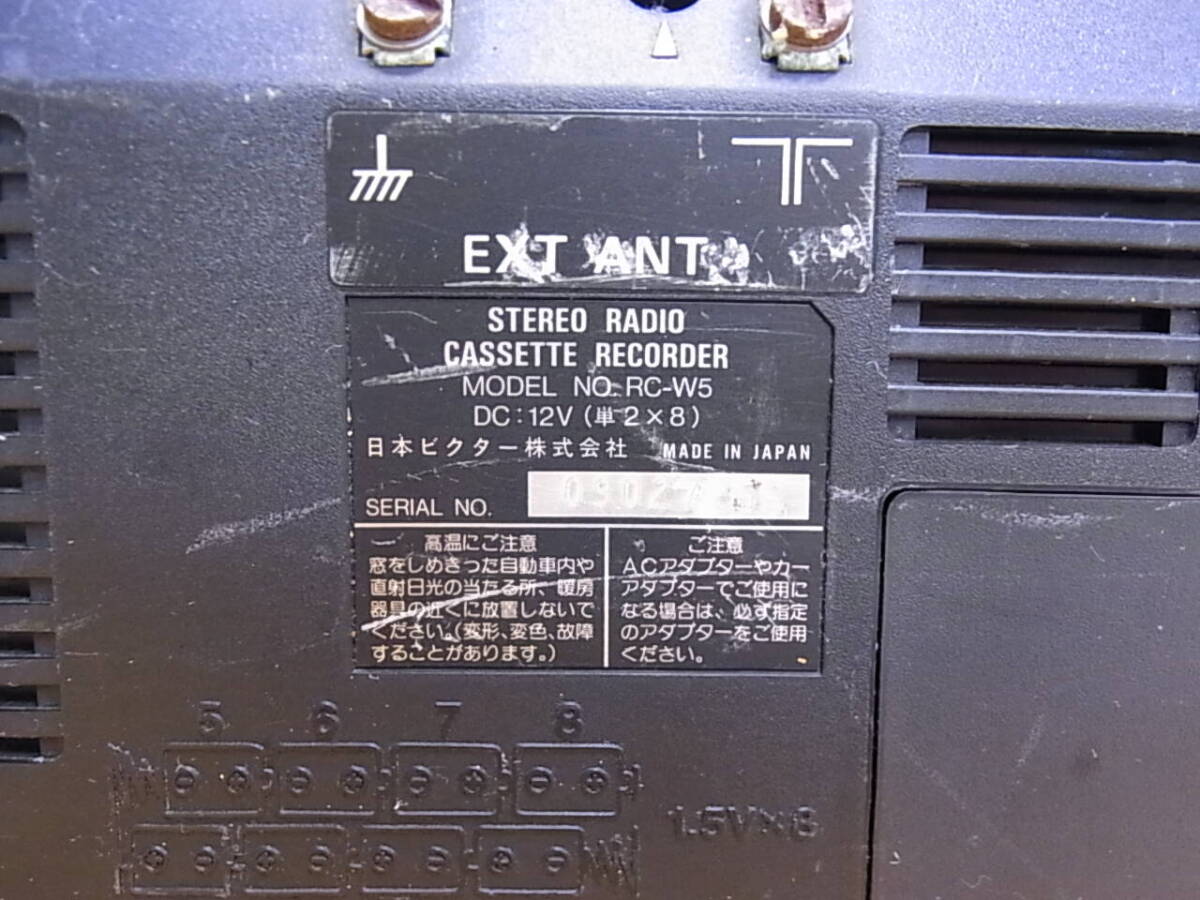 EXT ANT
STEREO RADIO
CASSETTE RECORDER
MODEL NO. RC-W5
DC:12V (単2×8)
日本ビクター株式会社 MADE IN JAPAN
SERIAL NO.
高温にご注意
窓をしめきった自動車内や
直射日光の当たる所、暖房
器具の近くに放置しないで
ください。(変形、変色、故障
することがあります。)
ご注意
ACアダプターやカー
アダプターでご使用に
なる場合は、必ず指定
のアダプターをご使用
ください。
5 6 7 8
1.5V×8